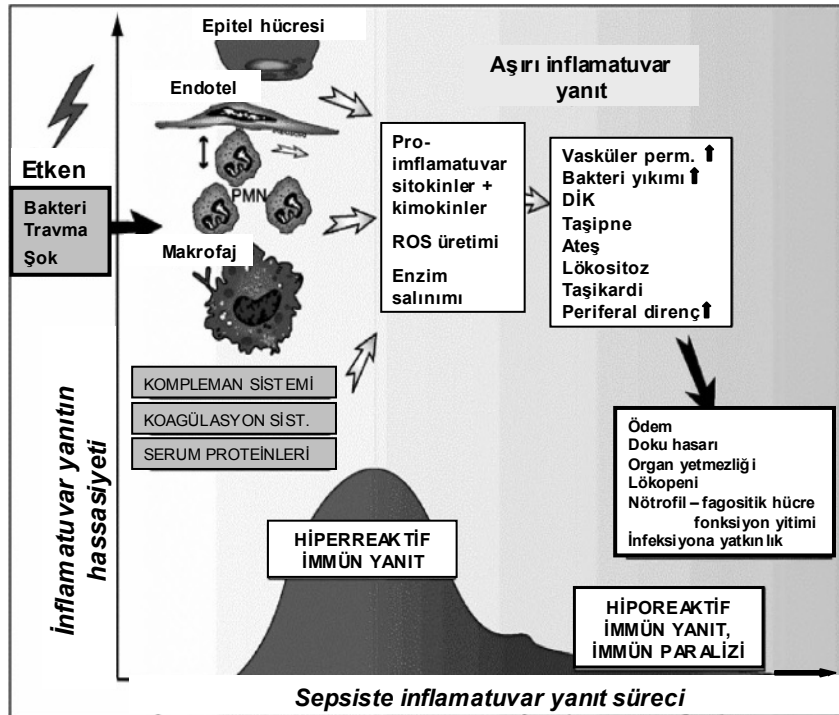 Epitel hücresi
Endotel
PMN
Makrofaj
Etken
Bakteri
Travma
Şok
KOMPLEMAN SİSTEMİ
KOAGÜLASYON SİST.
SERUM PROTEİNLERİ
Aşırı inflamatuvar
yanıt
Pro-
imflamatuvar
sitokinler +
kimokinler
ROS üretimi
Enzim
salınımı
Vasküler perm. ⬆
Bakteri yıkımı ⬆
DİK
Taşipne
Ateş
Lökositoz
Taşikardi
Periferal direnç ⬆
Ödem
Doku hasarı
Organ yetmezliği
Lökopeni
Nötrofil – fagositik hücre
fonksiyon yitimi
İnfeksiyona yatkınlık
HİPERREAKTİF
İMMÜN YANIT
HİPOREAKTİF
İMMÜN YANIT,
İMMÜN PARALİZİ
İnflamatuvar yanıtın
hassasiyeti
Sepsiste inflamatuvar yanıt süreci